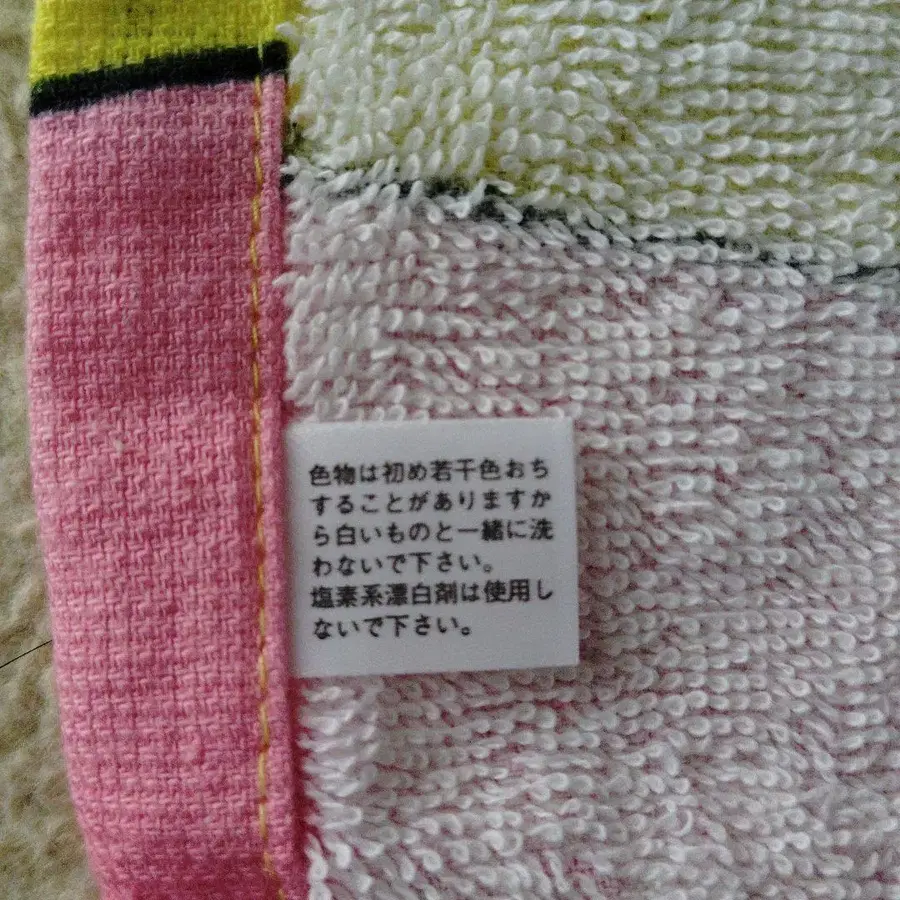 色物は初め若干色おち
することがありますか
ら白いものと一緒に洗
わないで下さい。
塩素系漂白剤は使用し
ないで下さい。